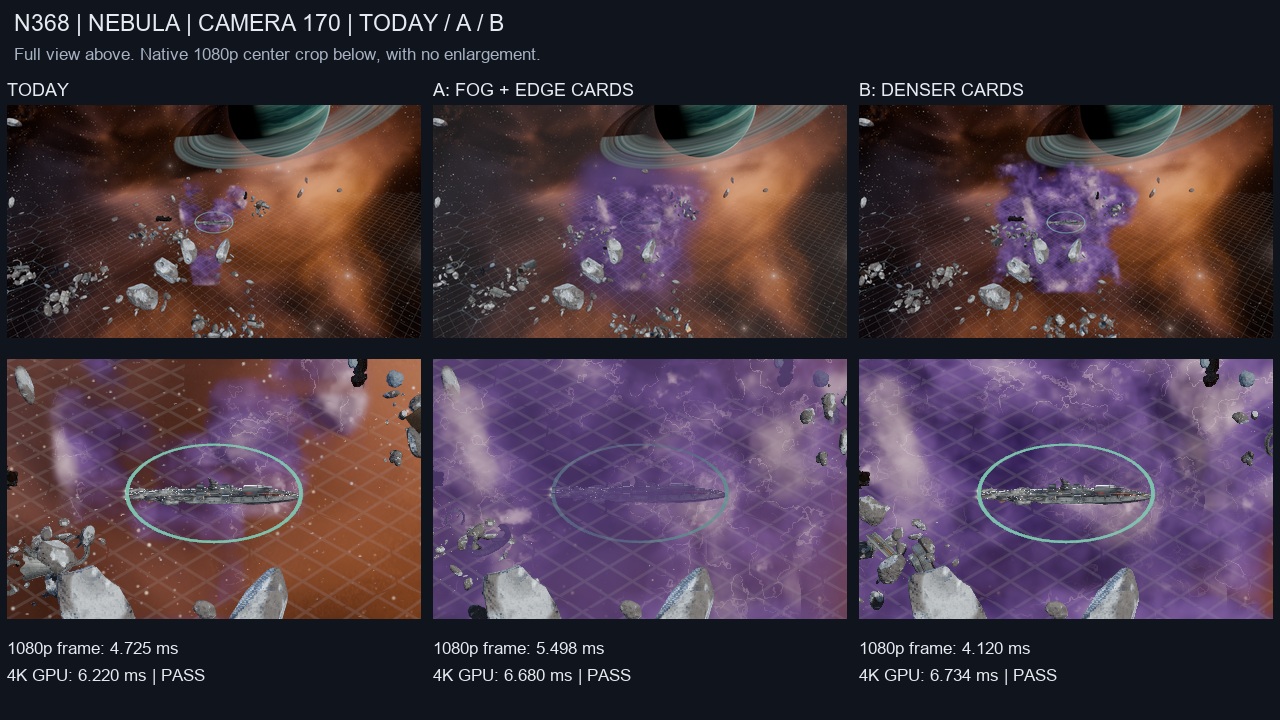 N368 | NEBULA | CAMERA 170 | TODAY / A / B
Full view above. Native 1080p center crop below, with no enlargement.
TODAY
A: FOG + EDGE CARDS
B: DENSER CARDS
1080p frame: 4.725 ms
4K GPU: 6.220 ms | PASS
1080p frame: 5.498 ms
4K GPU: 6.680 ms | PASS
1080p frame: 4.120 ms
4K GPU: 6.734 ms | PASS